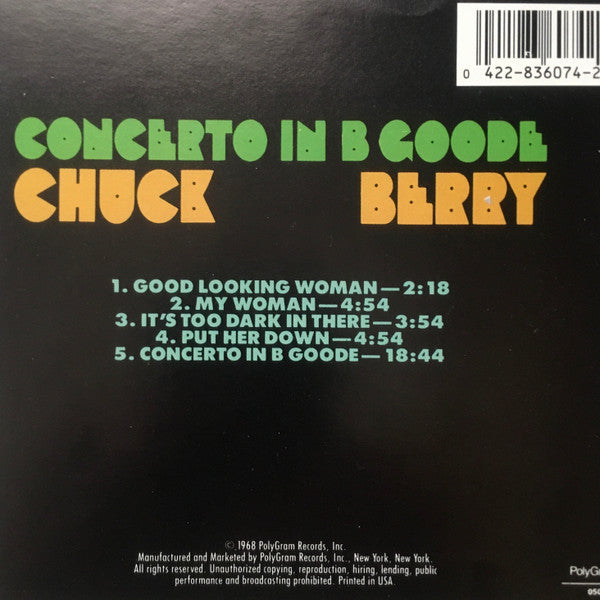 0 422-836074-2
CONCERTO IN B GOODE
CHUCK BERRY
1. GOOD LOOKING WOMAN—2:18
2. MY WOMAN—4:54
3. IT'S TOO DARK IN THERE—3:54
4. PUT HER DOWN—4:54
5. CONCERTO IN B GOODE—18:44
© 1968 PolyGram Records, Inc.
Manufactured and Marketed by PolyGram Records, Inc., New York, New York.
All rights reserved. Unauthorized copying, reproduction, hiring, lending, public
performance and broadcasting prohibited. Printed in USA.
PolyGr
050